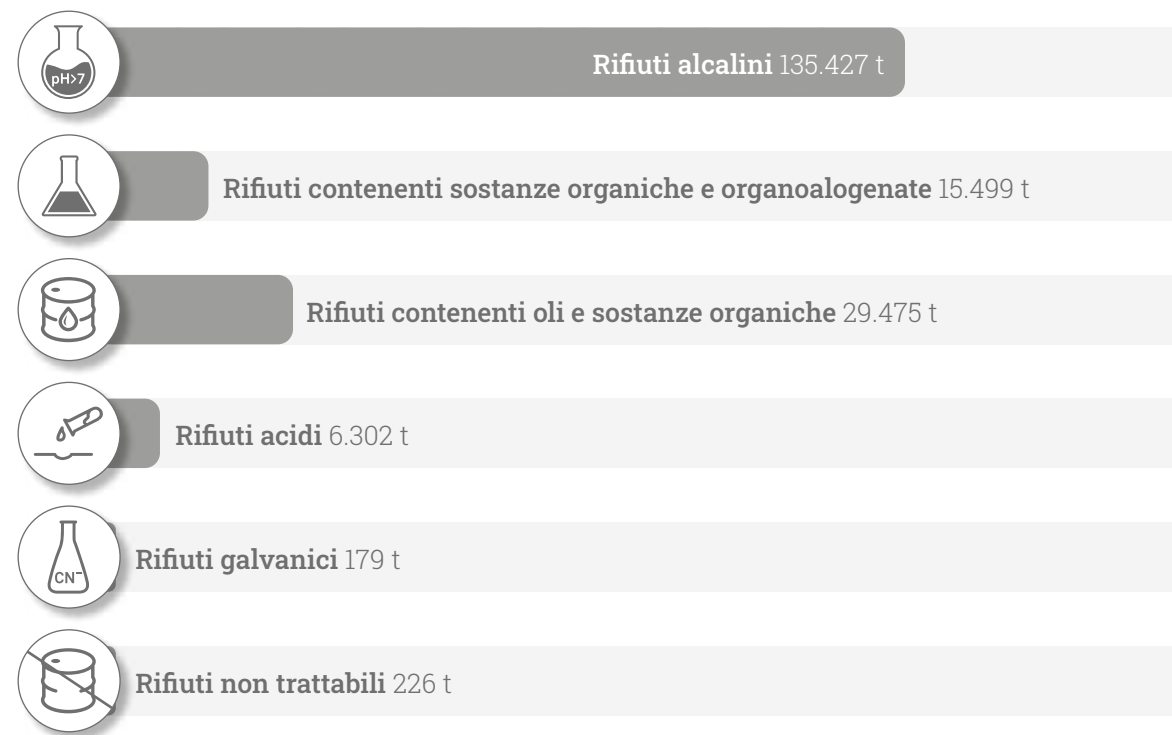 pH>7
Rifiuti alcalini 135.427 t
Rifiuti contenenti sostanze organiche e organoalogenate 15.499 t
Rifiuti contenenti oli e sostanze organiche 29.475 t
Rifiuti acidi 6.302 t
CN⁻
Rifiuti galvanici 179 t
Rifiuti non trattabili 226 t